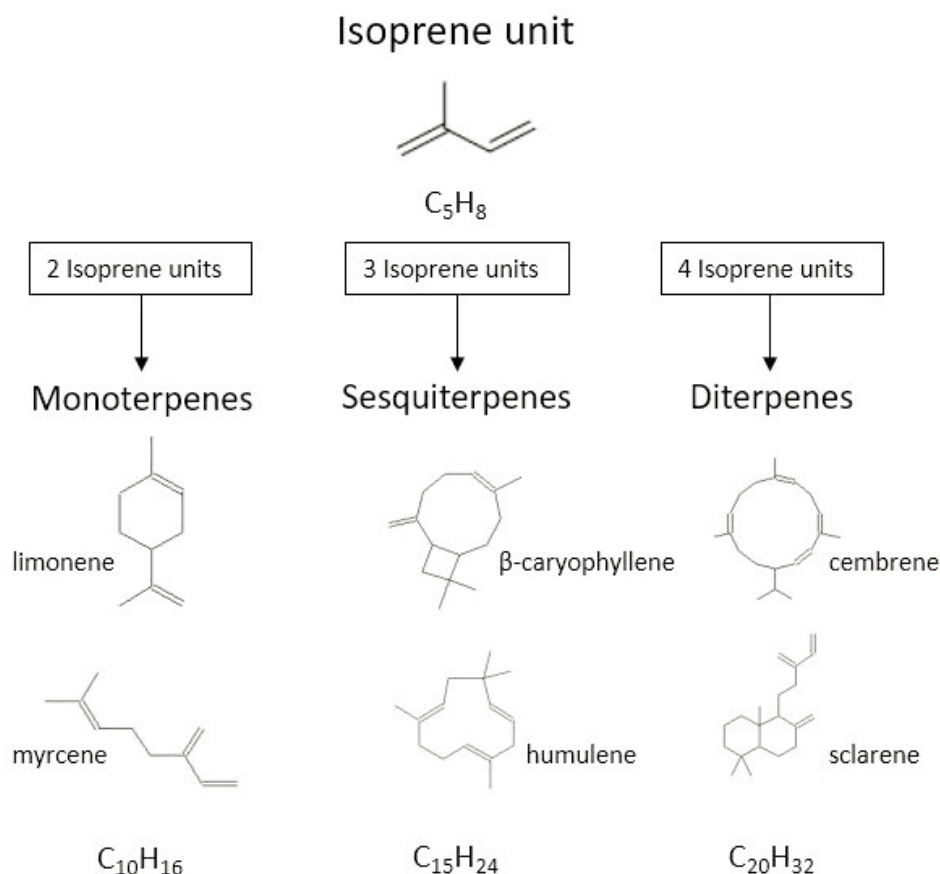 Isoprene unit
C₅H₈
2 Isoprene units
3 Isoprene units
4 Isoprene units
Monoterpenes
Sesquiterpenes
Diterpenes
limonene
β-caryophyllene
cembrene
myrcene
humulene
sclarene
C₁₀H₁₆
C₁₅H₂₄
C₂₀H₃₂